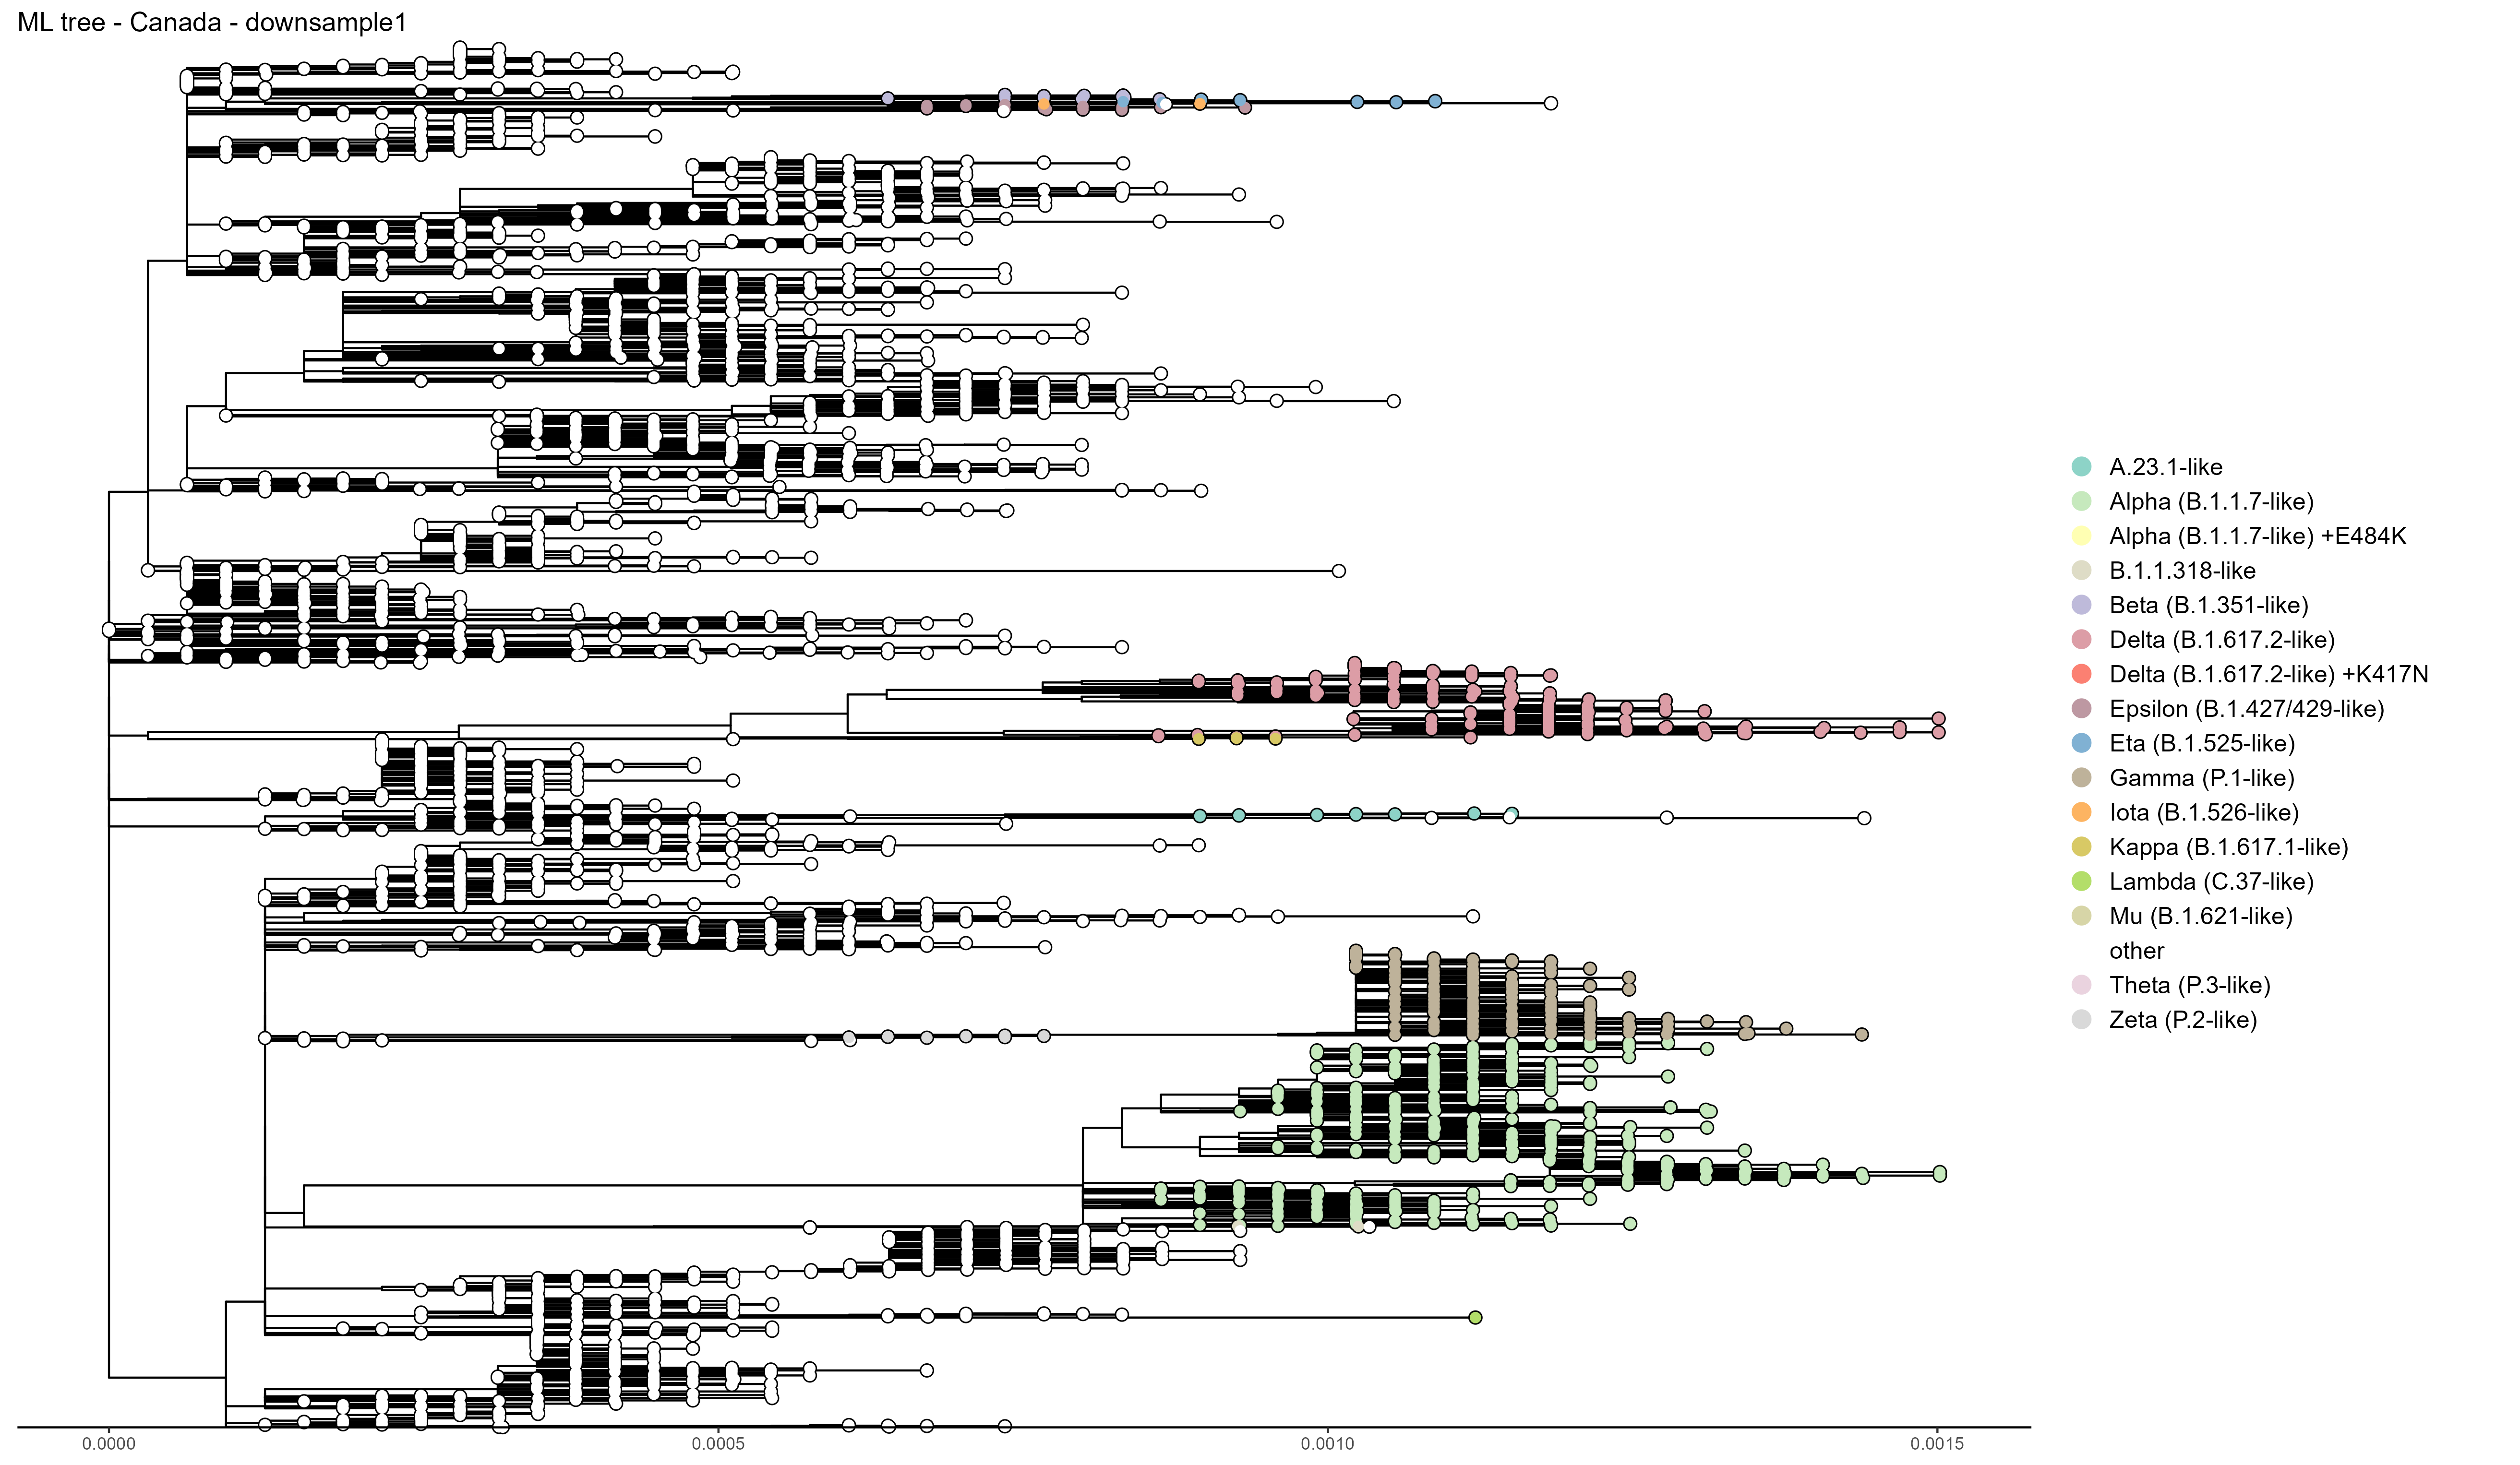 ML tree - Canada - downsample1
A.23.1-like
Alpha (B.1.1.7-like)
Alpha (B.1.1.7-like) +E484K
B.1.1.318-like
Beta (B.1.351-like)
Delta (B.1.617.2-like)
Delta (B.1.617.2-like) +K417N
Epsilon (B.1.427/429-like)
Eta (B.1.525-like)
Gamma (P.1-like)
Iota (B.1.526-like)
Kappa (B.1.617.1-like)
Lambda (C.37-like)
Mu (B.1.621-like)
other
Theta (P.3-like)
Zeta (P.2-like)
0.0000 0.0005 0.0010 0.0015